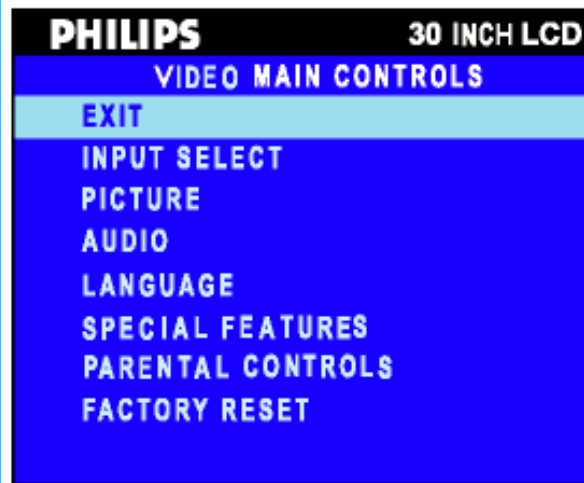 PHILIPS 30 INCH LCD
VIDEO MAIN CONTROLS
EXIT
INPUT SELECT
PICTURE
AUDIO
LANGUAGE
SPECIAL FEATURES
PARENTAL CONTROLS
FACTORY RESET